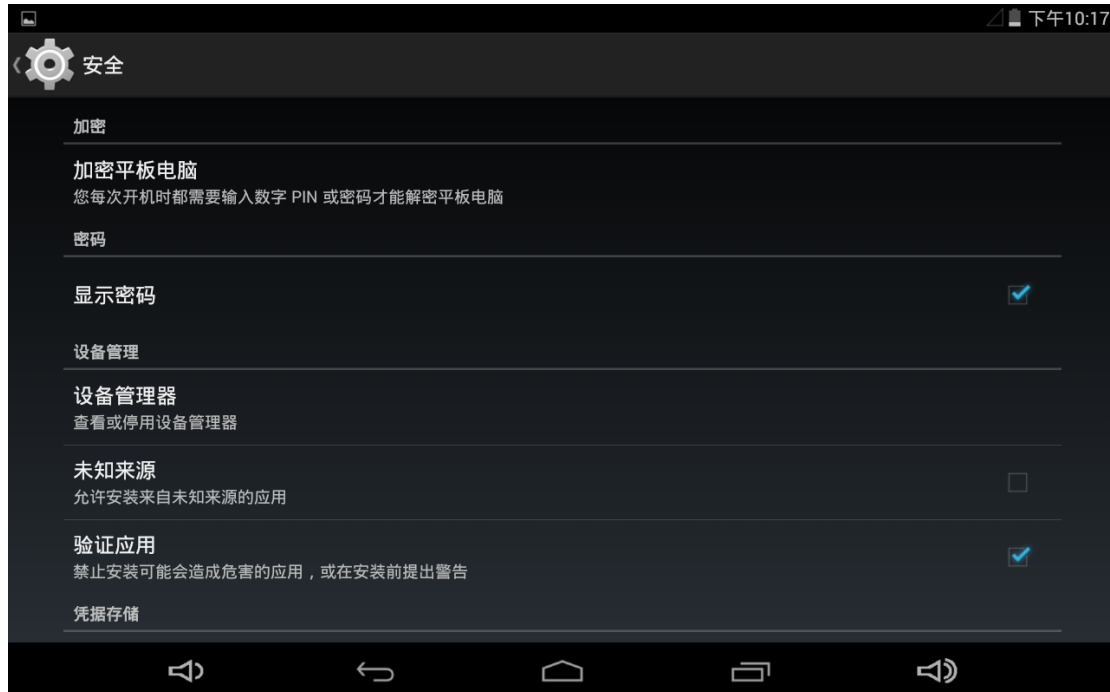 下午10:17
安全
加密
加密平板电脑
您每次开机时都需要输入数字 PIN 或密码才能解密平板电脑
密码
显示密码
设备管理
设备管理器
查看或停用设备管理器
未知来源
允许安装来自未知来源的应用
验证应用
禁止安装可能会造成危害的应用，或在安装前提出警告
凭据存储